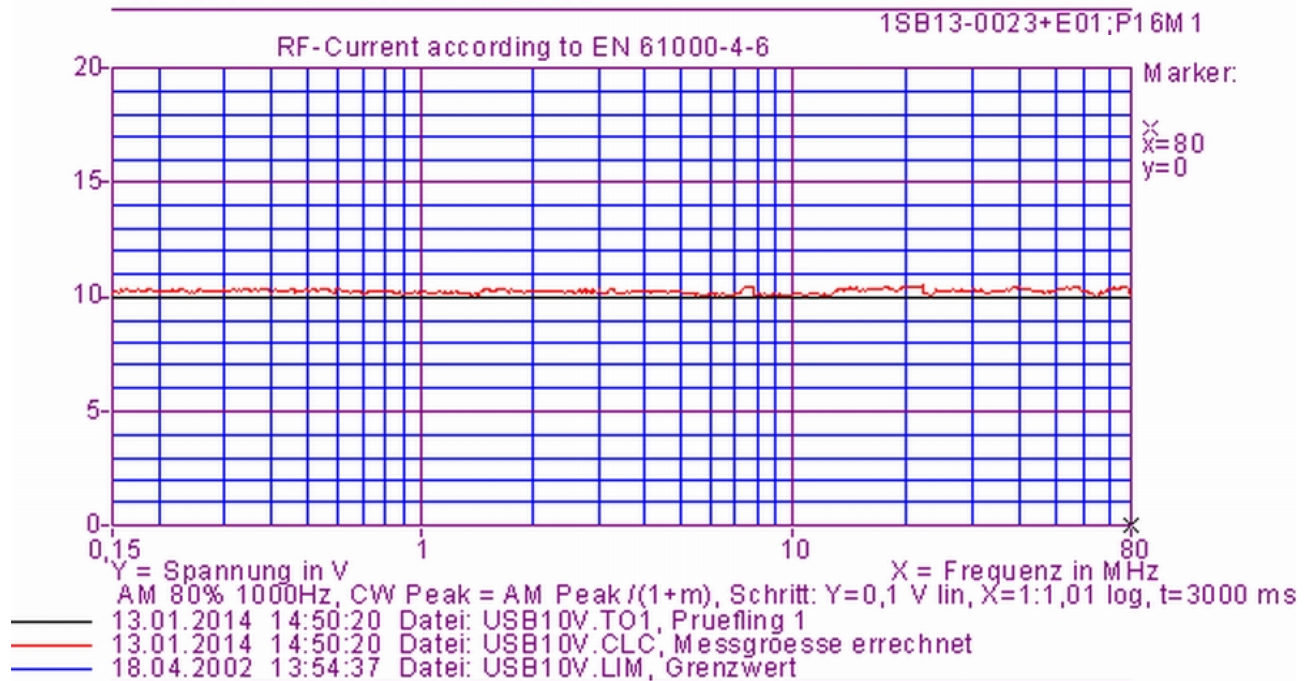 1SB13-0023+E01;P16M1
RF-Current according to EN 61000-4-6
20
Marker:
x=80
y=0
15
10
5
0
0,15 1 10 80
Y = Spannung in V X = Frequenz in MHz
AM 80% 1000Hz, CW Peak = AM Peak /(1+m), Schritt: Y=0,1 V lin, X=1:1,01 log, t=3000 ms
13.01.2014 14:50:20 Datei: USB10V.TO1, Pruefling 1
13.01.2014 14:50:20 Datei: USB10V.CLC, Messgroesse errechnet
18.04.2002 13:54:37 Datei: USB10V.LIM, Grenzwert